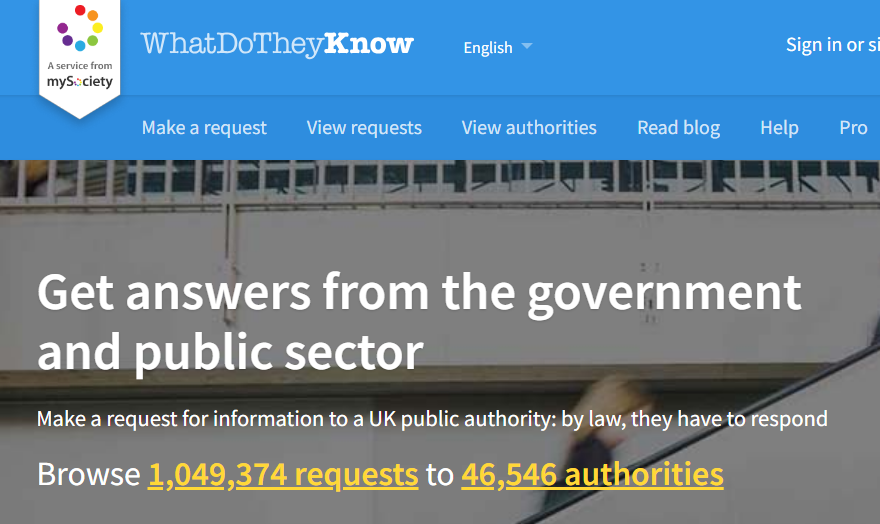 A service from
mySociety
WhatDoTheyKnow
English
Sign in or si
Make a request
View requests
View authorities
Read blog
Help
Pro
Get answers from the government
and public sector
Make a request for information to a UK public authority: by law, they have to respond
Browse 1,049,374 requests to 46,546 authorities